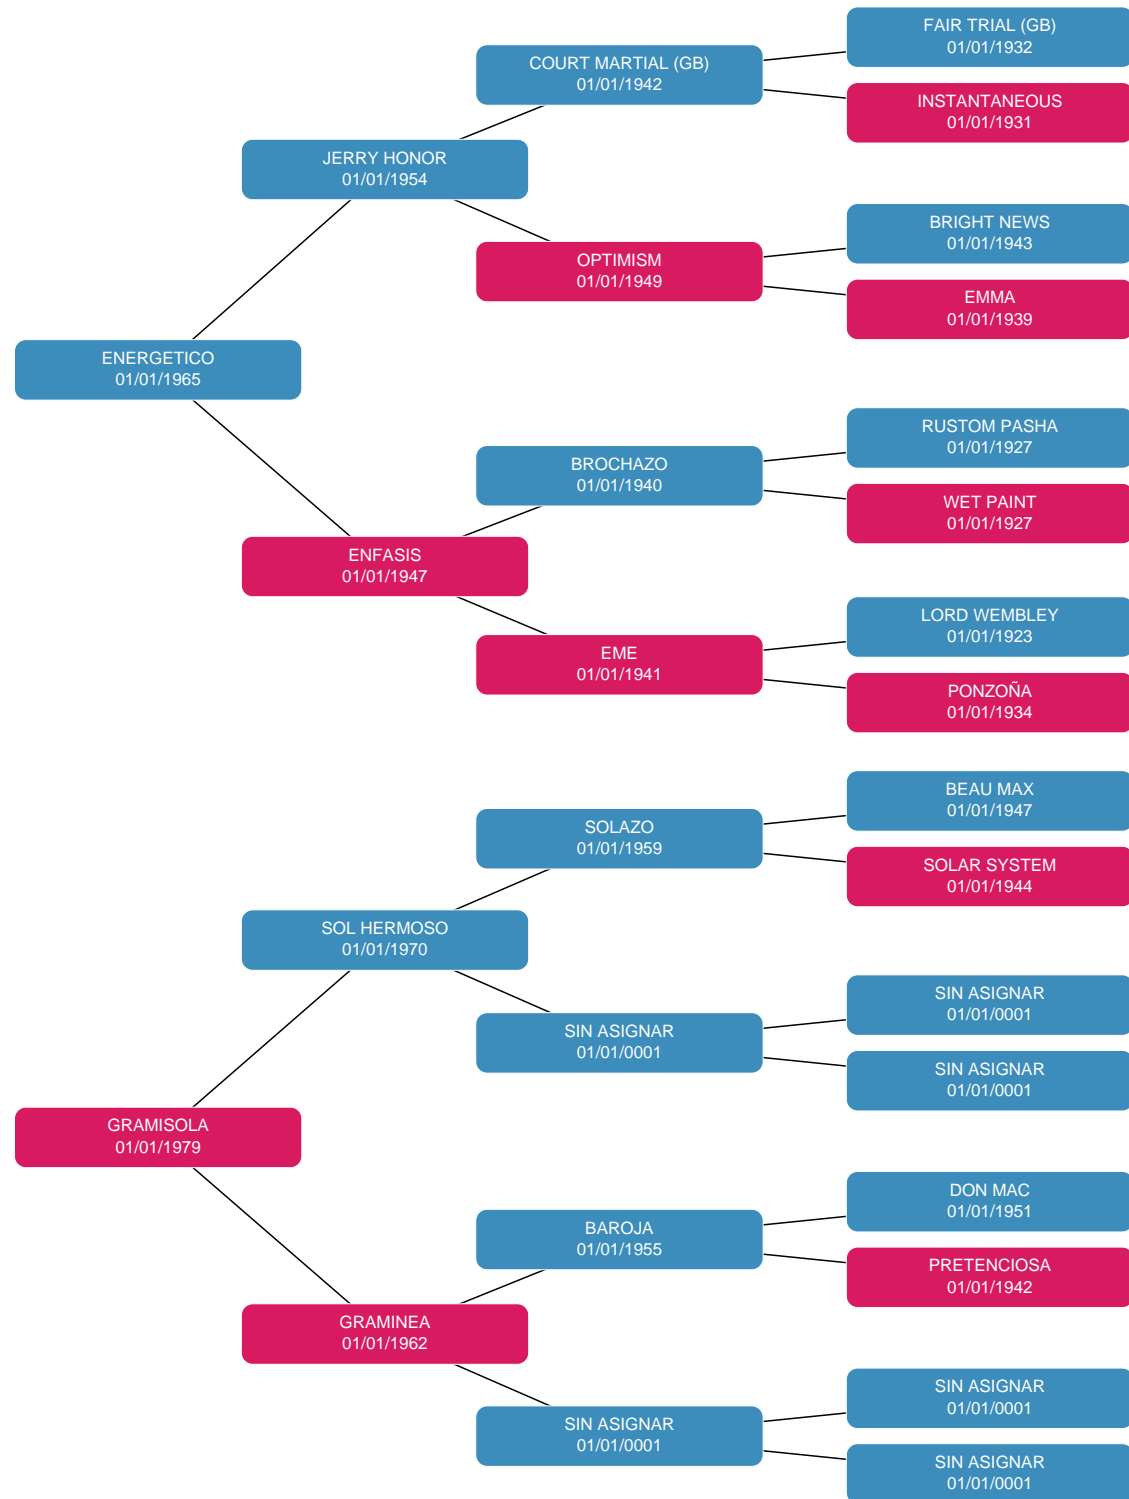 FAIR TRIAL (GB)
01/01/1932
COURT MARTIAL (GB)
01/01/1942
INSTANTANEOUS
01/01/1931
JERRY HONOR
01/01/1954
BRIGHT NEWS
01/01/1943
OPTIMISM
01/01/1949
EMMA
01/01/1939
ENERGETICO
01/01/1965
RUSTOM PASHA
01/01/1927
BROCHAZO
01/01/1940
WET PAINT
01/01/1927
ENFASIS
01/01/1947
LORD WEMBLEY
01/01/1923
EME
01/01/1941
PONZOÑA
01/01/1934
BEAU MAX
01/01/1947
SOLAZO
01/01/1959
SOLAR SYSTEM
01/01/1944
SOL HERMOSO
01/01/1970
SIN ASIGNAR
01/01/0001
SIN ASIGNAR
01/01/0001
SIN ASIGNAR
01/01/0001
GRAMISOLA
01/01/1979
DON MAC
01/01/1951
BAROJA
01/01/1955
PRETENCIOSA
01/01/1942
GRAMINEA
01/01/1962
SIN ASIGNAR
01/01/0001
SIN ASIGNAR
01/01/0001
SIN ASIGNAR
01/01/0001